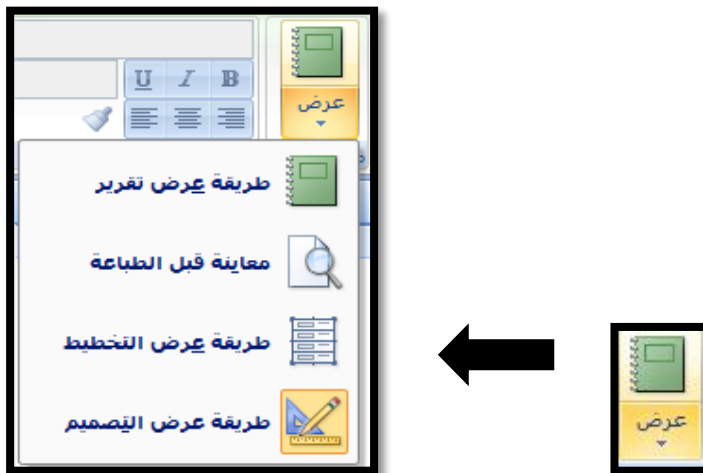 B I U
عرض
طريقة عرض تقرير
معاينة قبل الطباعة
طريقة عرض التخطيط
طريقة عرض التصميم
عرض